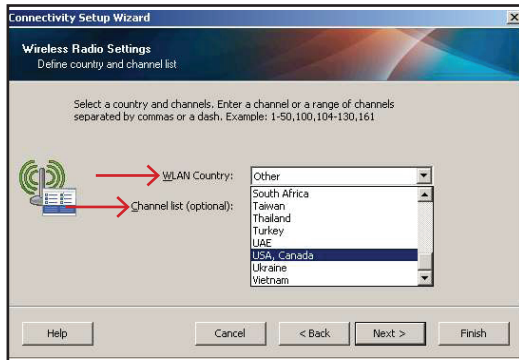 Connectivity Setup Wizard
Wireless Radio Settings
Define country and channel list
Select a country and channels. Enter a channel or a range of channels
separated by commas or a dash. Example: 1-50,100,104-130,161
WLAN Country: Other
Channel list (optional):
South Africa
Taiwan
Thailand
Turkey
UAE
USA, Canada
Ukraine
Vietnam
Help Cancel < Back Next > Finish